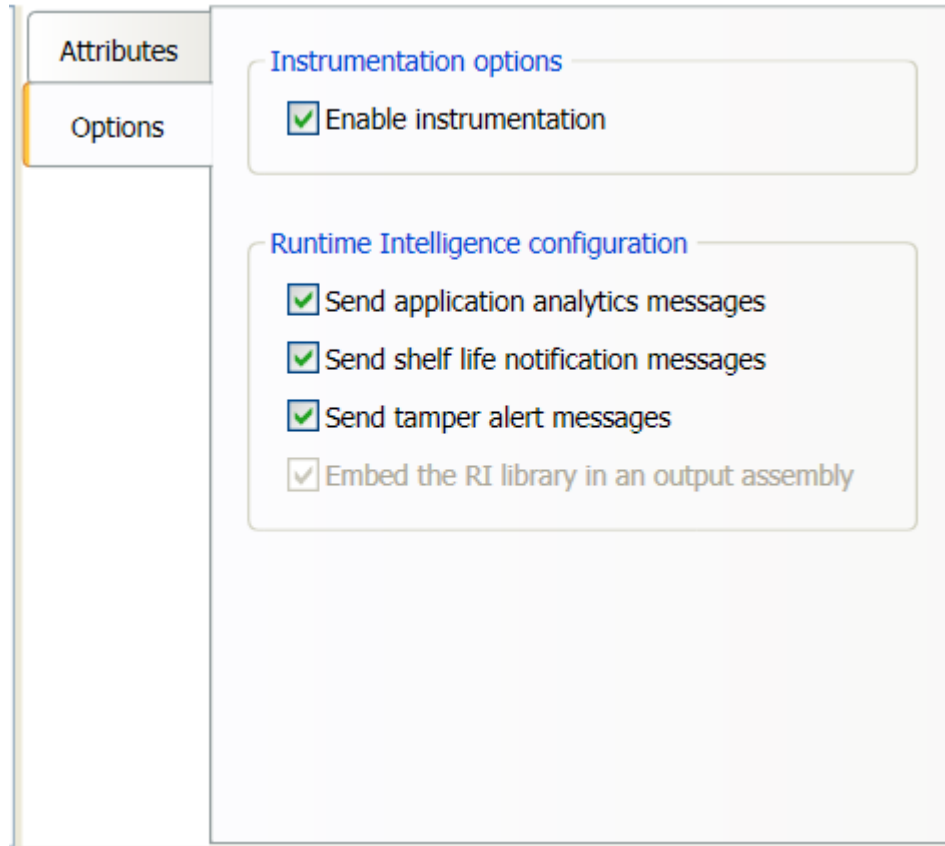 Attributes
Options
Instrumentation options
Enable instrumentation
Runtime Intelligence configuration
Send application analytics messages
Send shelf life notification messages
Send tamper alert messages
Embed the RI library in an output assembly